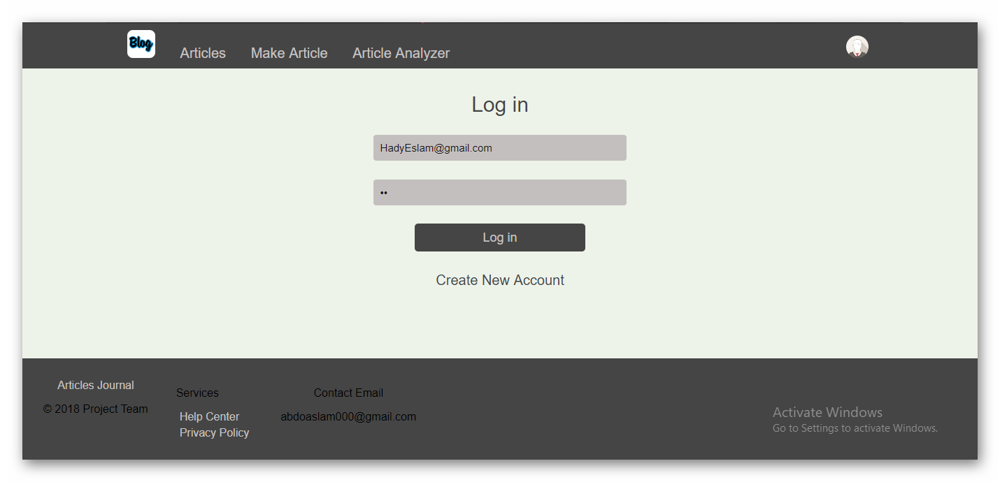 Blog
Articles Make Article Article Analyzer
Log in
HadyEslam@gmail.com
••
Log in
Create New Account
Articles Journal
© 2018 Project Team
Services
Help Center
Privacy Policy
Contact Email
abdoaslam000@gmail.com
Activate Windows
Go to Settings to activate Windows.